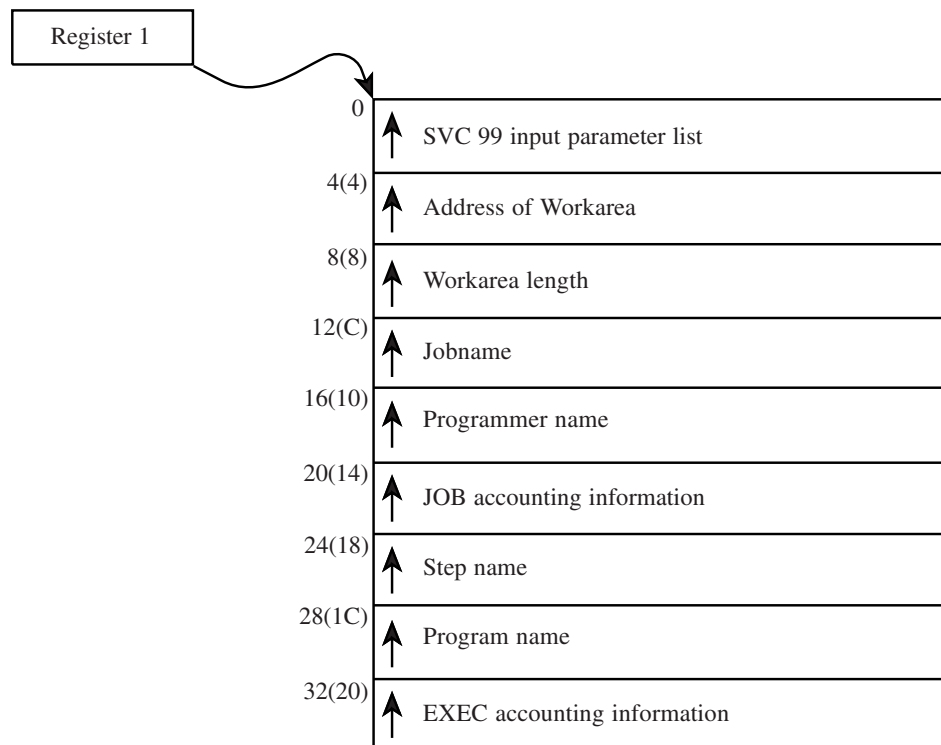 Register 1
0
SVC 99 input parameter list
4(4)
Address of Workarea
8(8)
Workarea length
12(C)
Jobname
16(10)
Programmer name
20(14)
JOB accounting information
24(18)
Step name
28(1C)
Program name
32(20)
EXEC accounting information